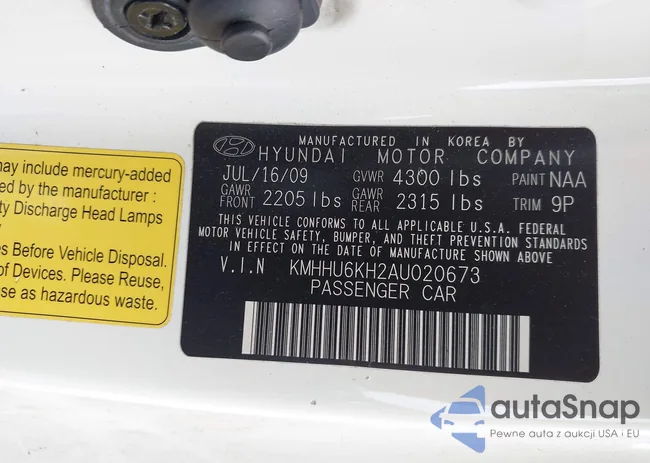 may include mercury-added
d by the manufacturer :
ty Discharge Head Lamps
y
s Before Vehicle Disposal.
of Devices. Please Reuse,
se as hazardous waste.
MANUFACTURED IN KOREA BY
HYUNDAI MOTOR COMPANY
JUL/16/09 GVWR 4300 lbs PAINT NAA
GAWR FRONT 2205 lbs GAWR REAR 2315 lbs TRIM 9P
THIS VEHICLE CONFORMS TO ALL APPLICABLE U.S.A. FEDERAL
MOTOR VEHICLE SAFETY, BUMPER, AND THEFT PREVENTION STANDARDS
IN EFFECT ON THE DATE OF MANUFACTURE SHOWN ABOVE.
V.I.N KMHHU6KH2AU020673
PASSENGER CAR
autaSnap
Pewne auta z aukcji USA i EU